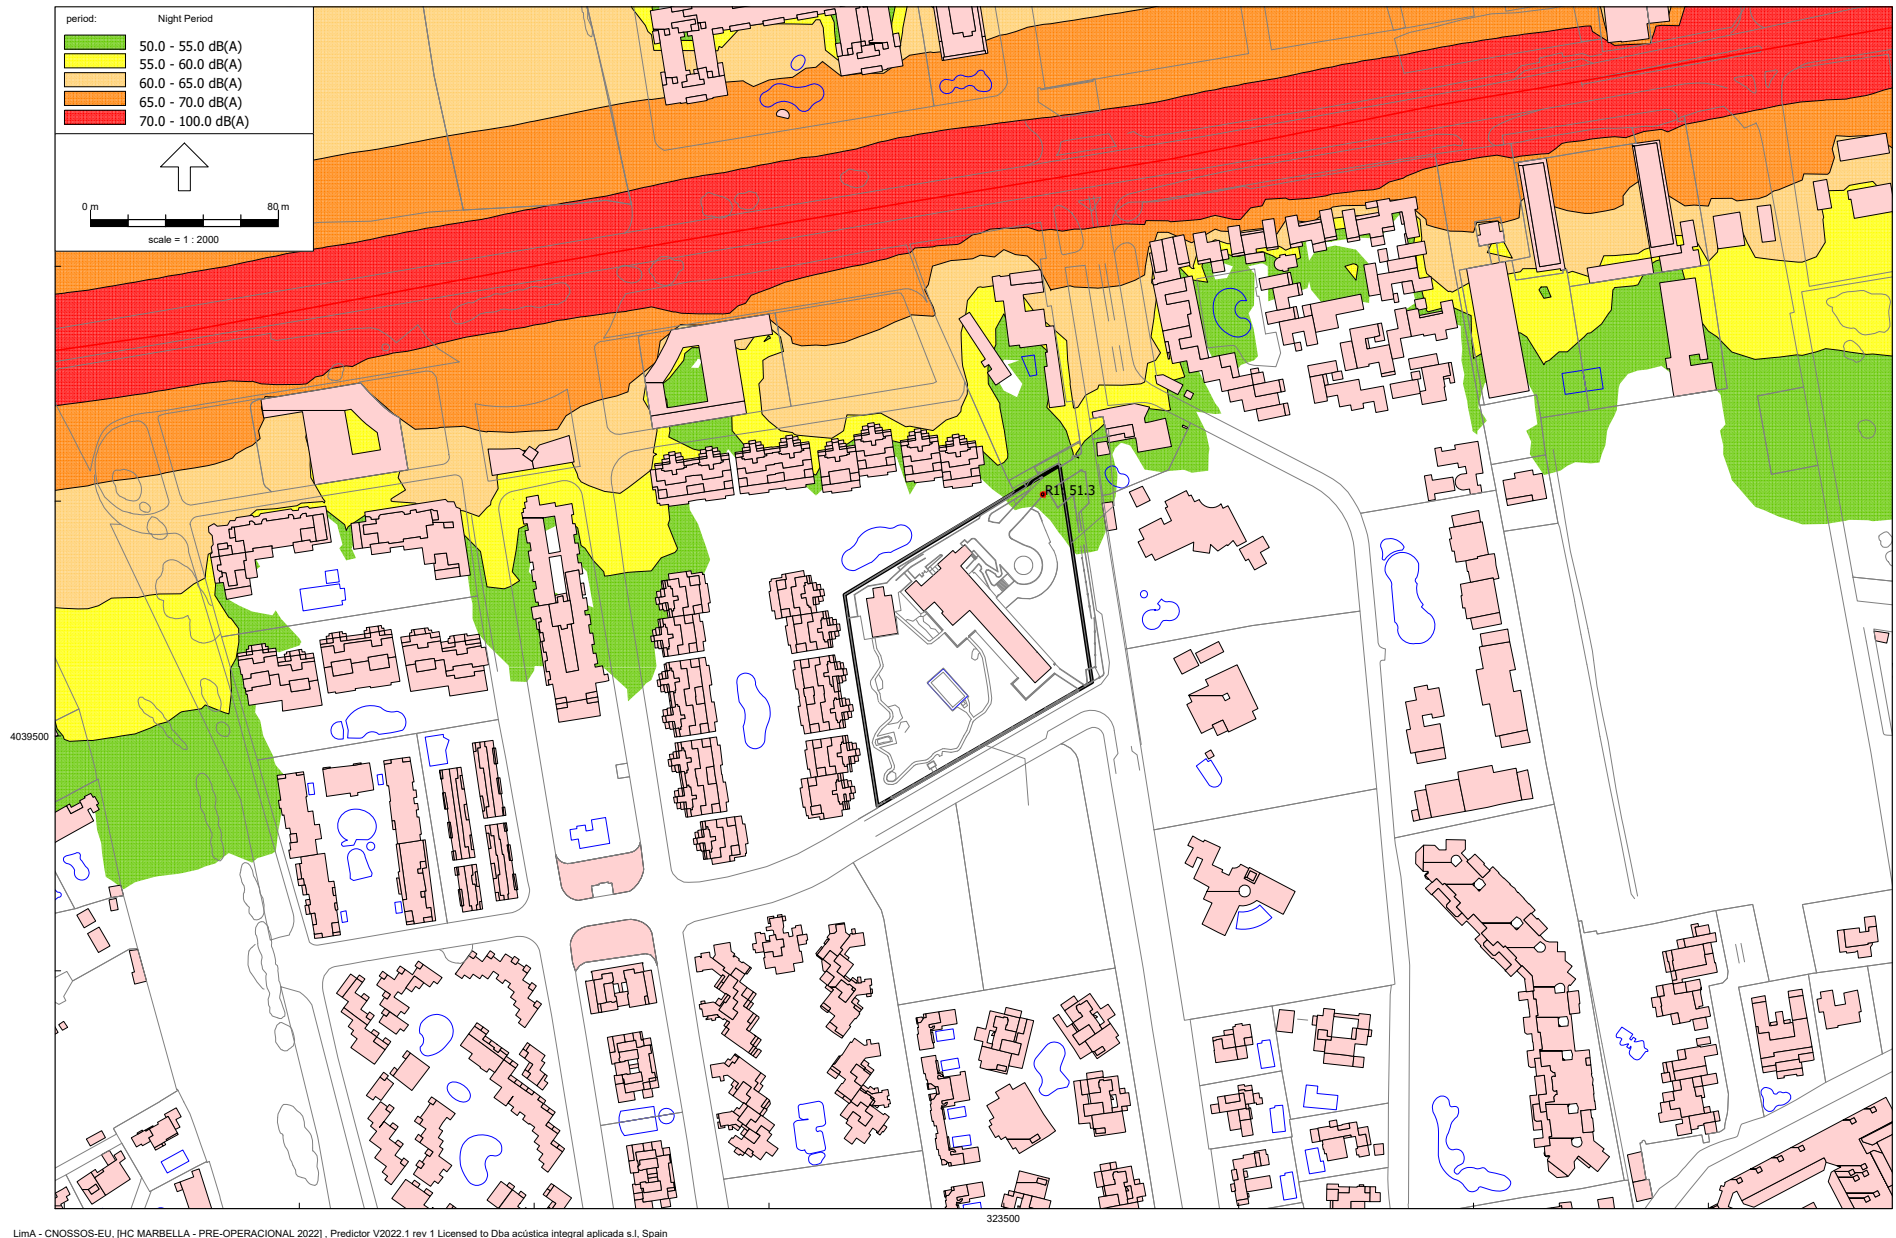 period: Night Period
50.0 - 55.0 dB(A)
55.0 - 60.0 dB(A)
60.0 - 65.0 dB(A)
65.0 - 70.0 dB(A)
70.0 - 100.0 dB(A)
0 m 80 m
scale = 1 : 2000
R1 51.3
4039500
323500
LimA - CNOSSOS-EU, [HC MARBELLA - PRE-OPERACIONAL 2022] , Predictor V2022.1 rev 1 Licensed to Dba acústica integral aplicada s.l, Spain